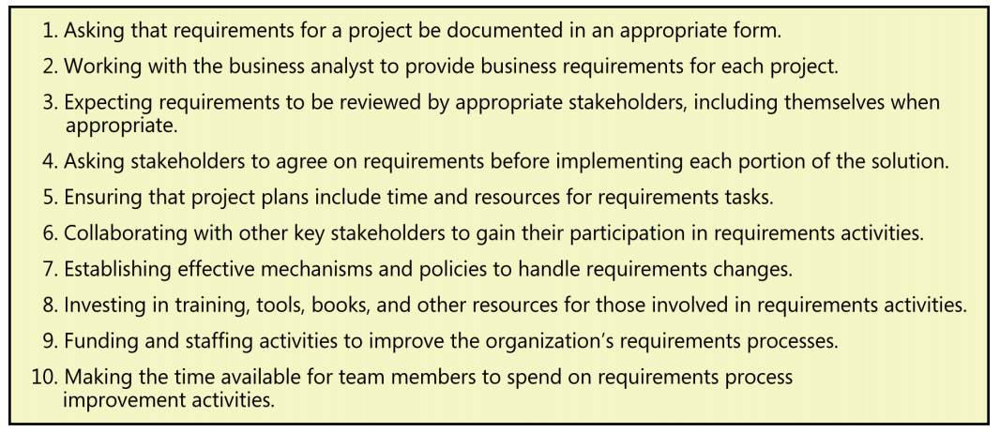 1. Asking that requirements for a project be documented in an appropriate form.
2. Working with the business analyst to provide business requirements for each project.
3. Expecting requirements to be reviewed by appropriate stakeholders, including themselves when
appropriate.
4. Asking stakeholders to agree on requirements before implementing each portion of the solution.
5. Ensuring that project plans include time and resources for requirements tasks.
6. Collaborating with other key stakeholders to gain their participation in requirements activities.
7. Establishing effective mechanisms and policies to handle requirements changes.
8. Investing in training, tools, books, and other resources for those involved in requirements activities.
9. Funding and staffing activities to improve the organization’s requirements processes.
10. Making the time available for team members to spend on requirements process
improvement activities.